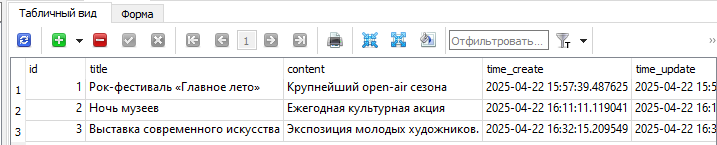 Табличный вид Форма
1 Отфильтровать...
id title content time_create time_update
1 1 Рок-фестиваль «Главное лето» Крупнейший open-air сезона 2025-04-22 15:57:39.487625 2025-04-22 15:5
2 2 Ночь музеев Ежегодная культурная акция 2025-04-22 16:11:11.119041 2025-04-22 16:1
3 3 Выставка современного искусства Экспозиция молодых художников. 2025-04-22 16:32:15.209549 2025-04-22 16:3